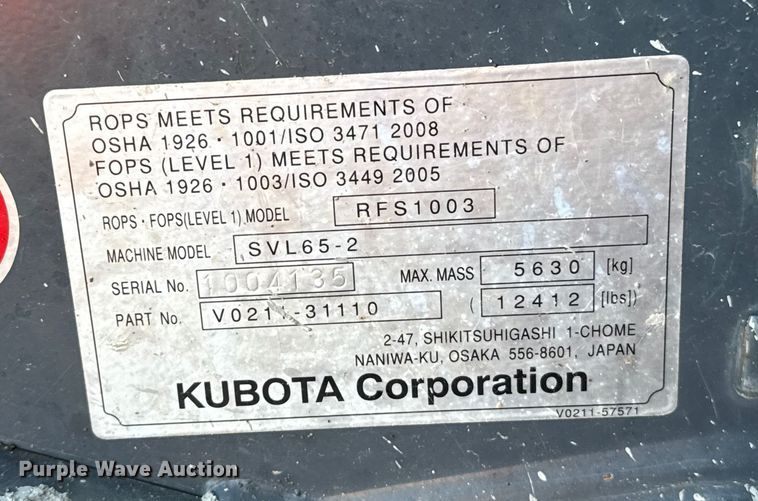 ROPS MEETS REQUIREMENTS OF
OSHA 1926・1001/ISO 3471 2008
FOPS (LEVEL 1) MEETS REQUIREMENTS OF
OSHA 1926・1003/ISO 3449 2005
ROPS・FOPS(LEVEL 1) MODEL RFS1003
MACHINE MODEL SVL65-2
SERIAL No. 1004135 MAX. MASS 5630 [kg]
PART No. V0211-31110 (12412 [lbs])
2-47, SHIKITSUHIGASHI 1-CHOME
NANIWA-KU, OSAKA 556-8601, JAPAN
KUBOTA Corporation
V0211-57571
Purple Wave Auction